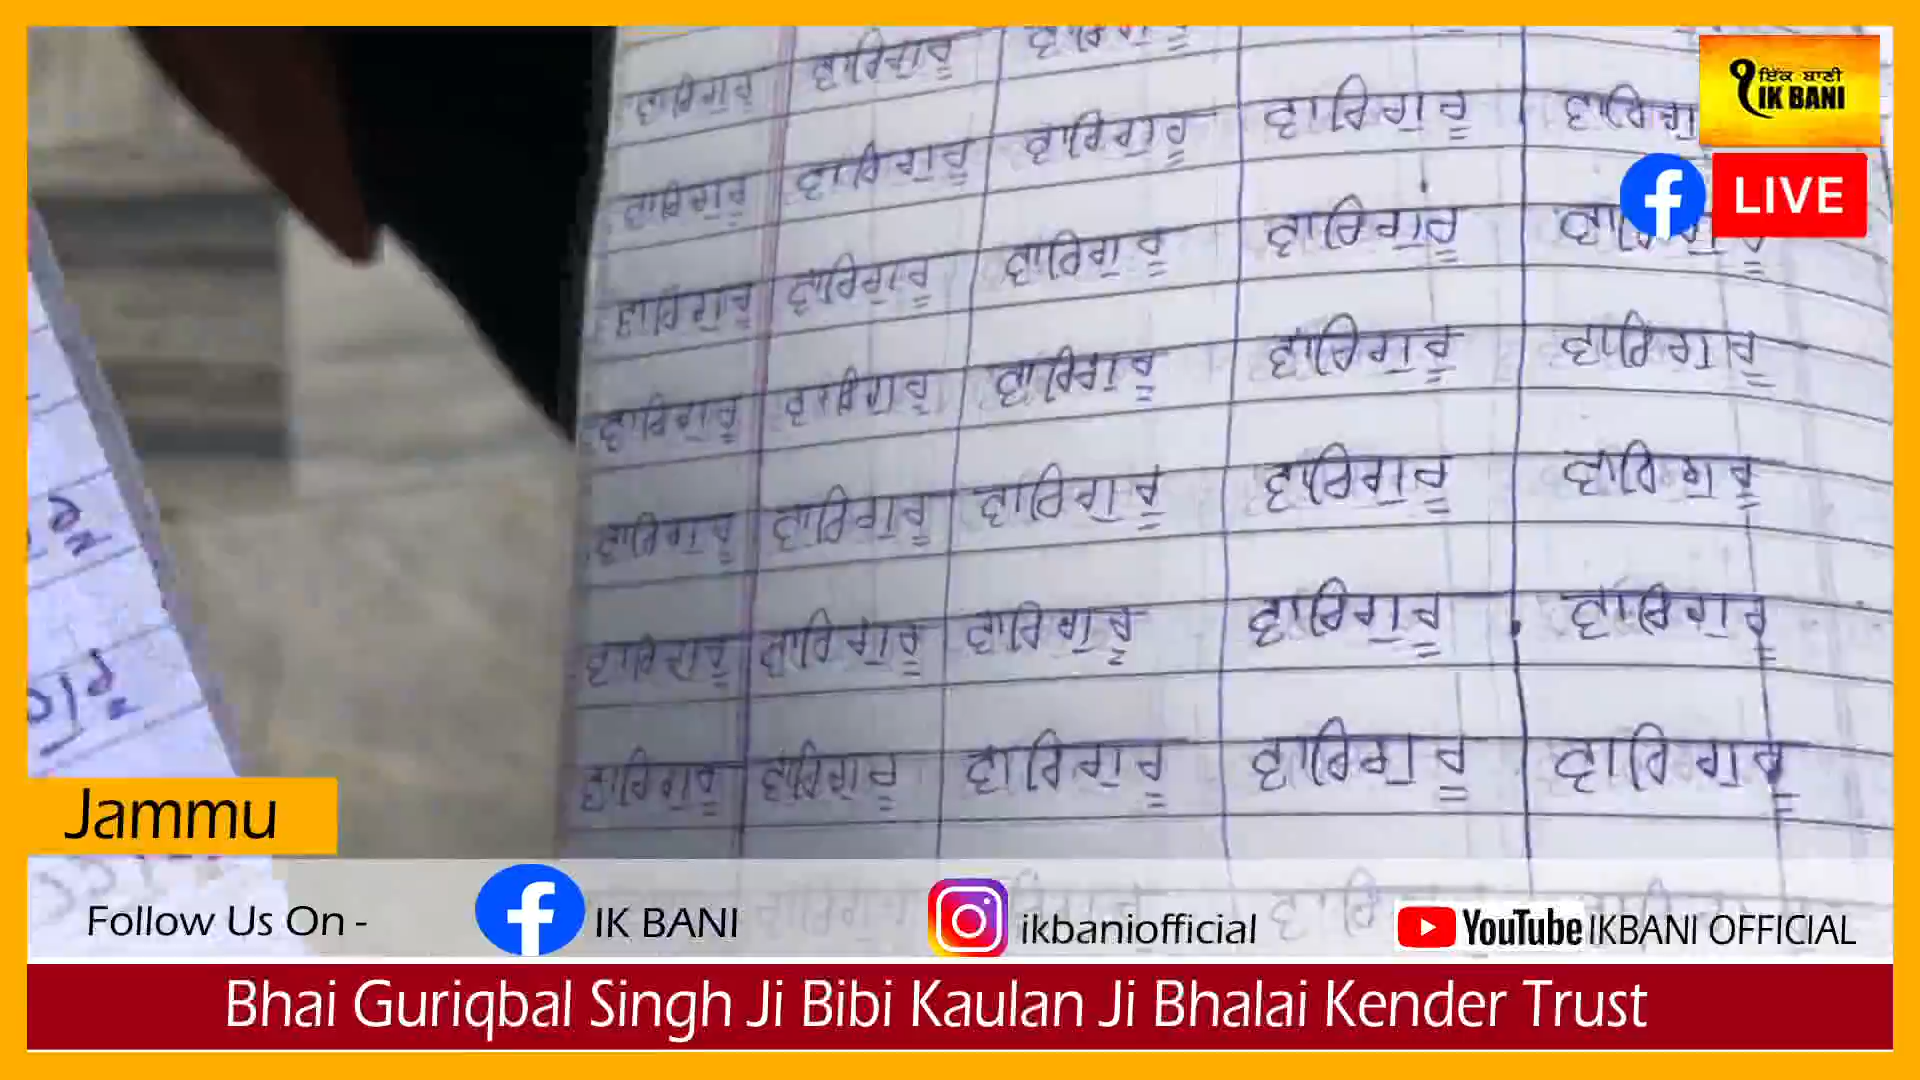 ਵਾਹਿਗੁਰੂ ਵਾਹਿਗੁਰੂ ਵਾਹਿਗੁਰੂ
ਇੱਕ ਬਾਣੀ
IK BANI
ਵਾਹਿਗੁਰੂ ਵਾਹਿਗੁਰੂ ਵਾਹਿਗੁਰੂ ਵਾਹਿਗੁਰੂ
LIVE
ਵਾਹਿਗੁਰੂ ਵਾਹਿਗੁਰੂ ਵਾਹਿਗੁਰੂ ਵਾਹਿਗੁਰੂ ਵਾਹਿਗੁਰੂ
ਵਾਹਿਗੁਰੂ ਵਾਹਿਗੁਰੂ ਵਾਹਿਗੁਰੂ ਵਾਹਿਗੁਰੂ ਵਾਹਿਗੁਰੂ
ਵਾਹਿਗੁਰੂ ਵਾਹਿਗੁਰੂ ਵਾਹਿਗੁਰੂ ਵਾਹਿਗੁਰੂ ਵਾਹਿਗੁਰੂ
ਵਾਹਿਗੁਰੂ ਵਾਹਿਗੁਰੂ ਵਾਹਿਗੁਰੂ ਵਾਹਿਗੁਰੂ ਵਾਹਿਗੁਰੂ
ਵਾਹਿਗੁਰੂ ਵਾਹਿਗੁਰੂ ਵਾਹਿਗੁਰੂ ਵਾਹਿਗੁਰੂ ਵਾਹਿਗੁਰੂ
Jammu
Follow Us On - IK BANI ikbaniofficial YouTube IKBANI OFFICIAL
Bhai Guriqbal Singh Ji Bibi Kaulan Ji Bhalai Kender Trust